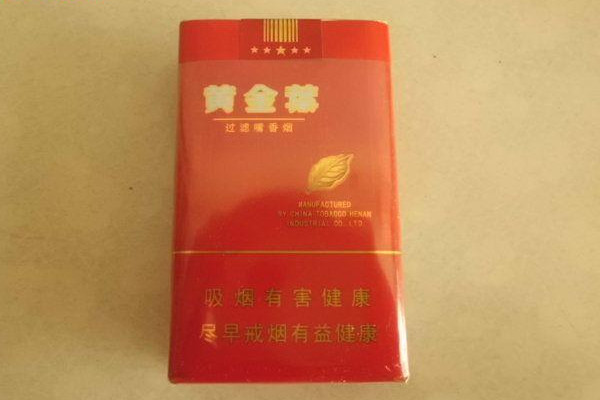 黄金葉
过滤嘴香烟
MANUFACTURED
BY CHINA TOBACCO HENAN
INDUSTRIAL CO.,LTD.
吸烟有害健康
尽早戒烟有益健康